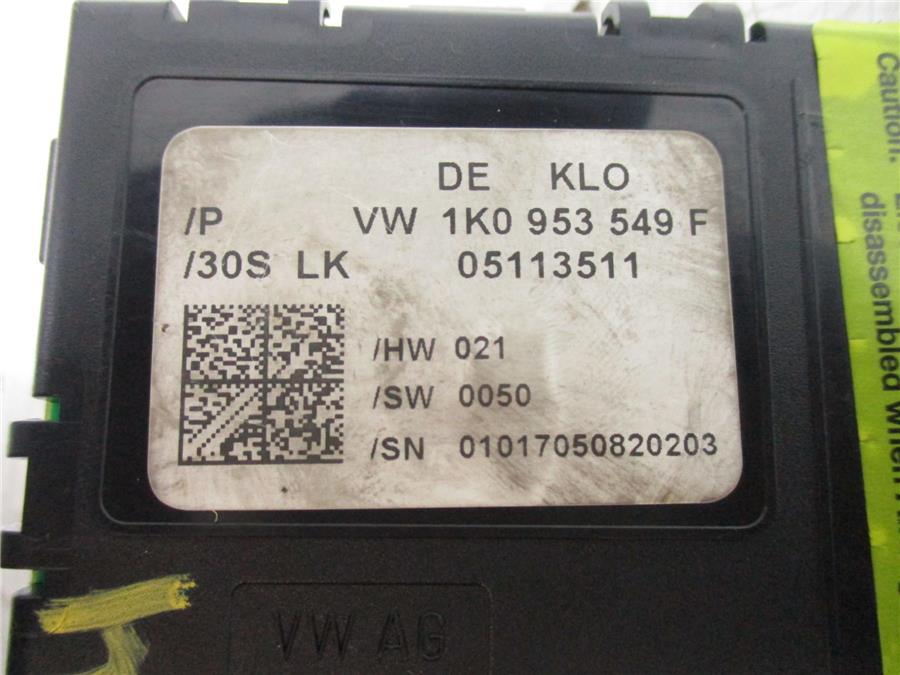 DE KLO
/P VW 1K0 953 549 F
/30S LK 05113511
/HW 021
/SW 0050
/SN 01017050820203
VW AG
Caution.
disassembled when